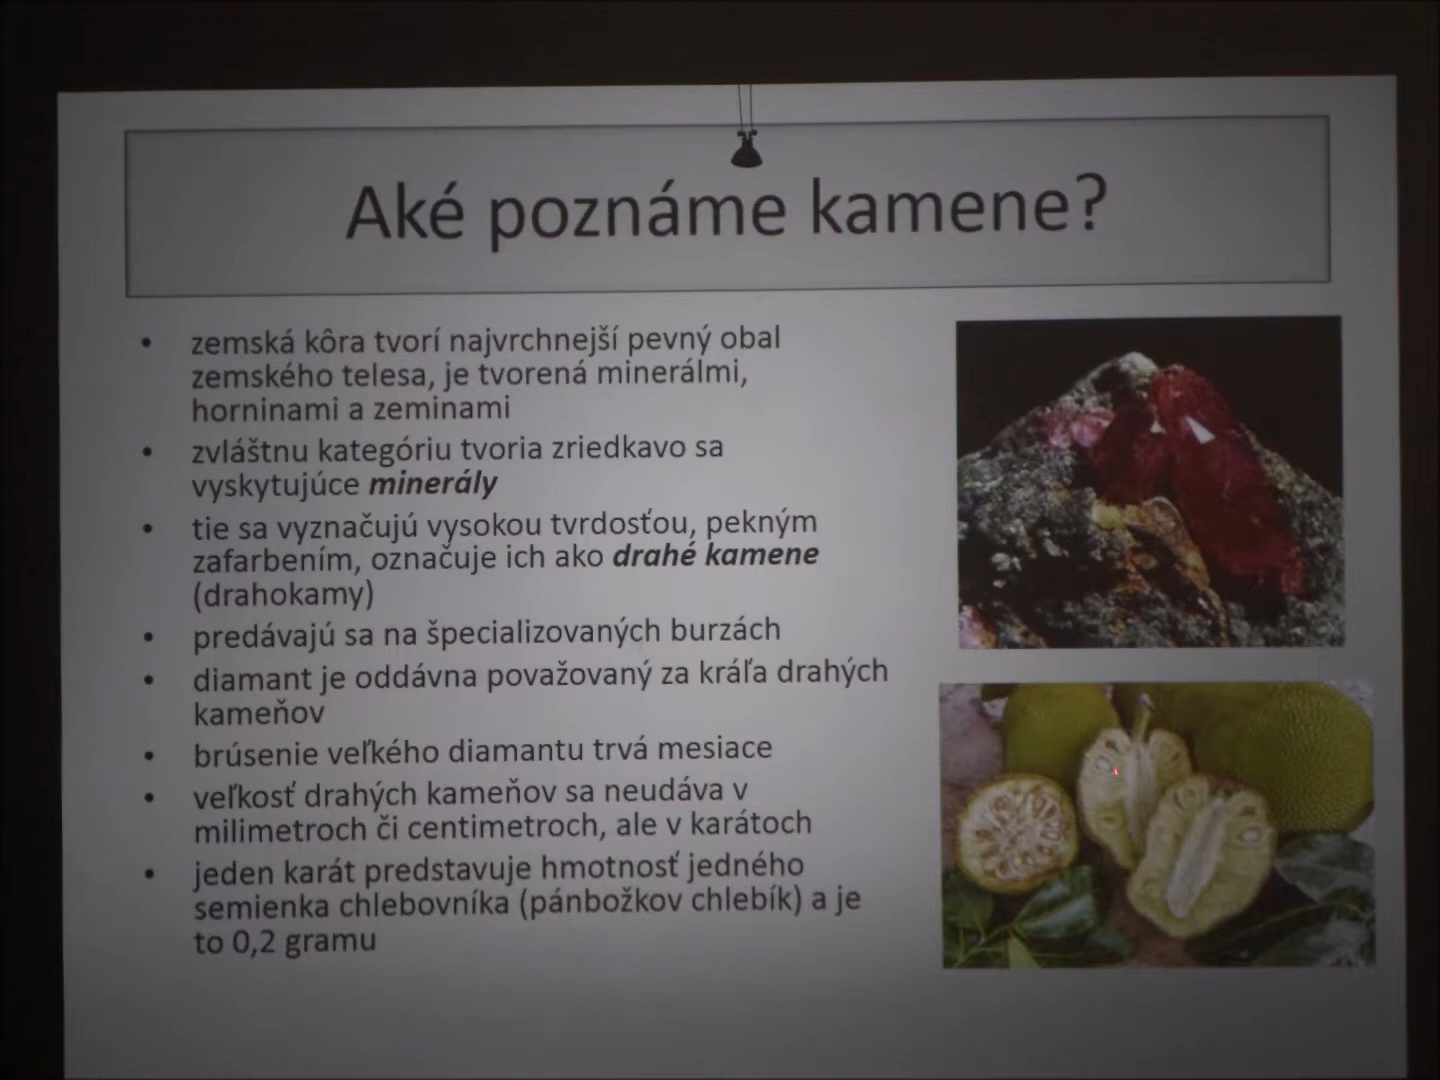 Aké poznáme kamene?
• zemská kôra tvorí najvrchnejší pevný obal
zemského telesa, je tvorená minerálmi,
horninami a zeminami
• zvláštnu kategóriu tvoria zriedkavo sa
vyskytujúce minerály
• tie sa vyznačujú vysokou tvrdosťou, pekným
zafarbením, označuje ich ako drahé kamene
(drahokamy)
• predávajú sa na špecializovaných burzách
• diamant je oddávna považovaný za kráľa drahých
kameňov
• brúsenie veľkého diamantu trvá mesiace
• veľkosť drahých kameňov sa neudáva v
milimetroch či centimetroch, ale v karátoch
• jeden karát predstavuje hmotnosť jedného
semienka chlebovníka (pánbožkov chlebík) a je
to 0,2 gramu